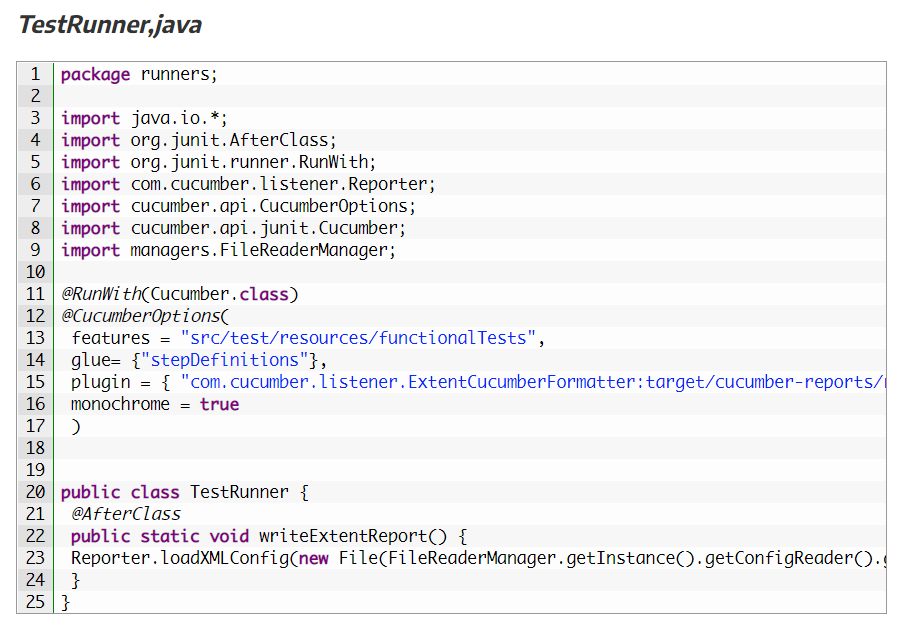 TestRunner,java
1 package runners;
2
3 import java.io.*;
4 import org.junit.AfterClass;
5 import org.junit.runner.RunWith;
6 import com.cucumber.listener.Reporter;
7 import cucumber.api.CucumberOptions;
8 import cucumber.api.junit.Cucumber;
9 import managers.FileReaderManager;
10
11 @RunWith(Cucumber.class)
12 @CucumberOptions(
13 features = "src/test/resources/functionalTests",
14 glue= {"stepDefinitions"},
15 plugin = { "com.cucumber.listener.ExtentCucumberFormatter:target/cucumber-reports/
16 monochrome = true
17 )
18
19
20 public class TestRunner {
21 @AfterClass
22 public static void writeExtentReport() {
23 Reporter.loadXMLConfig(new File(FileReaderManager.getInstance().getConfigReader().
24 }
25 }